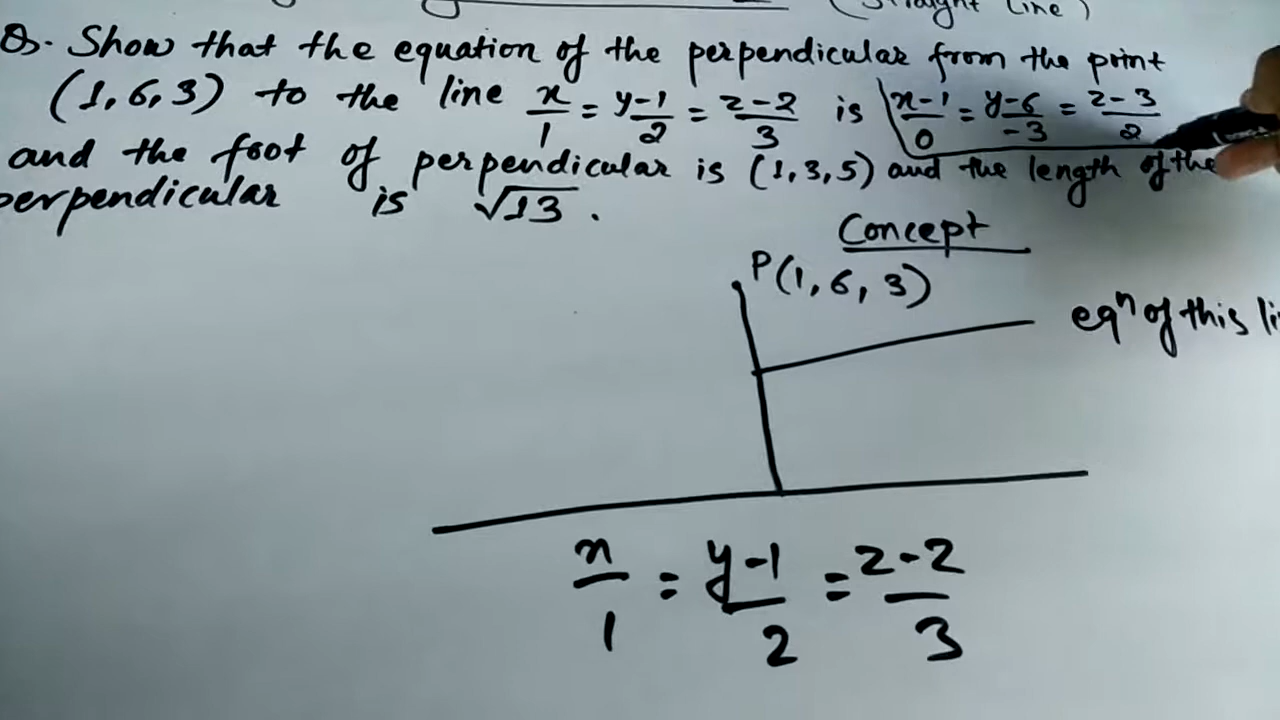 (Straight Line)
Q. Show that the equation of the perpendicular from the point
(1, 6, 3) to the line x/1 = y-1/2 = z-2/3 is x-1/0 = y-6/-3 = z-3/2
and the foot of perpendicular is (1, 3, 5) and the length of the
perpendicular is √13.
Concept
P(1, 6, 3)
eqⁿ of this
x/1 = y-1/2 = z-2/3